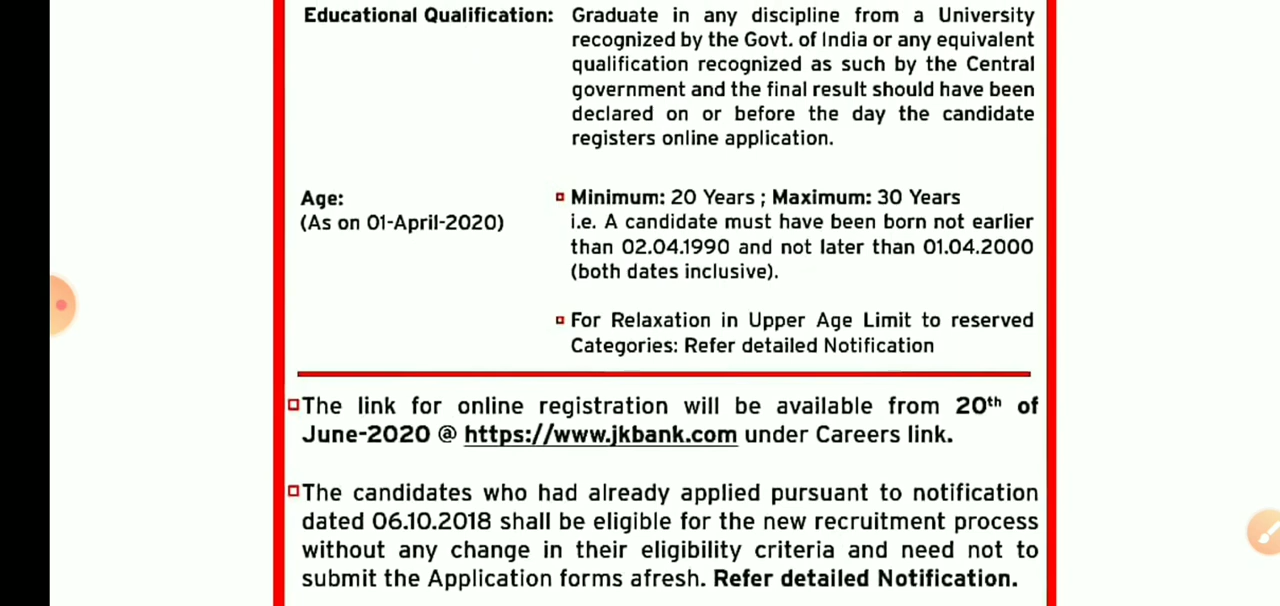 Educational Qualification: Graduate in any discipline from a University
recognized by the Govt. of India or any equivalent
qualification recognized as such by the Central
government and the final result should have been
declared on or before the day the candidate
registers online application.
Age: Minimum: 20 Years ; Maximum: 30 Years
(As on 01-April-2020) i.e. A candidate must have been born not earlier
than 02.04.1990 and not later than 01.04.2000
(both dates inclusive).
For Relaxation in Upper Age Limit to reserved
Categories: Refer detailed Notification
The link for online registration will be available from 20th of
June-2020 @ https://www.jkbank.com under Careers link.
The candidates who had already applied pursuant to notification
dated 06.10.2018 shall be eligible for the new recruitment process
without any change in their eligibility criteria and need not to
submit the Application forms afresh. Refer detailed Notification.